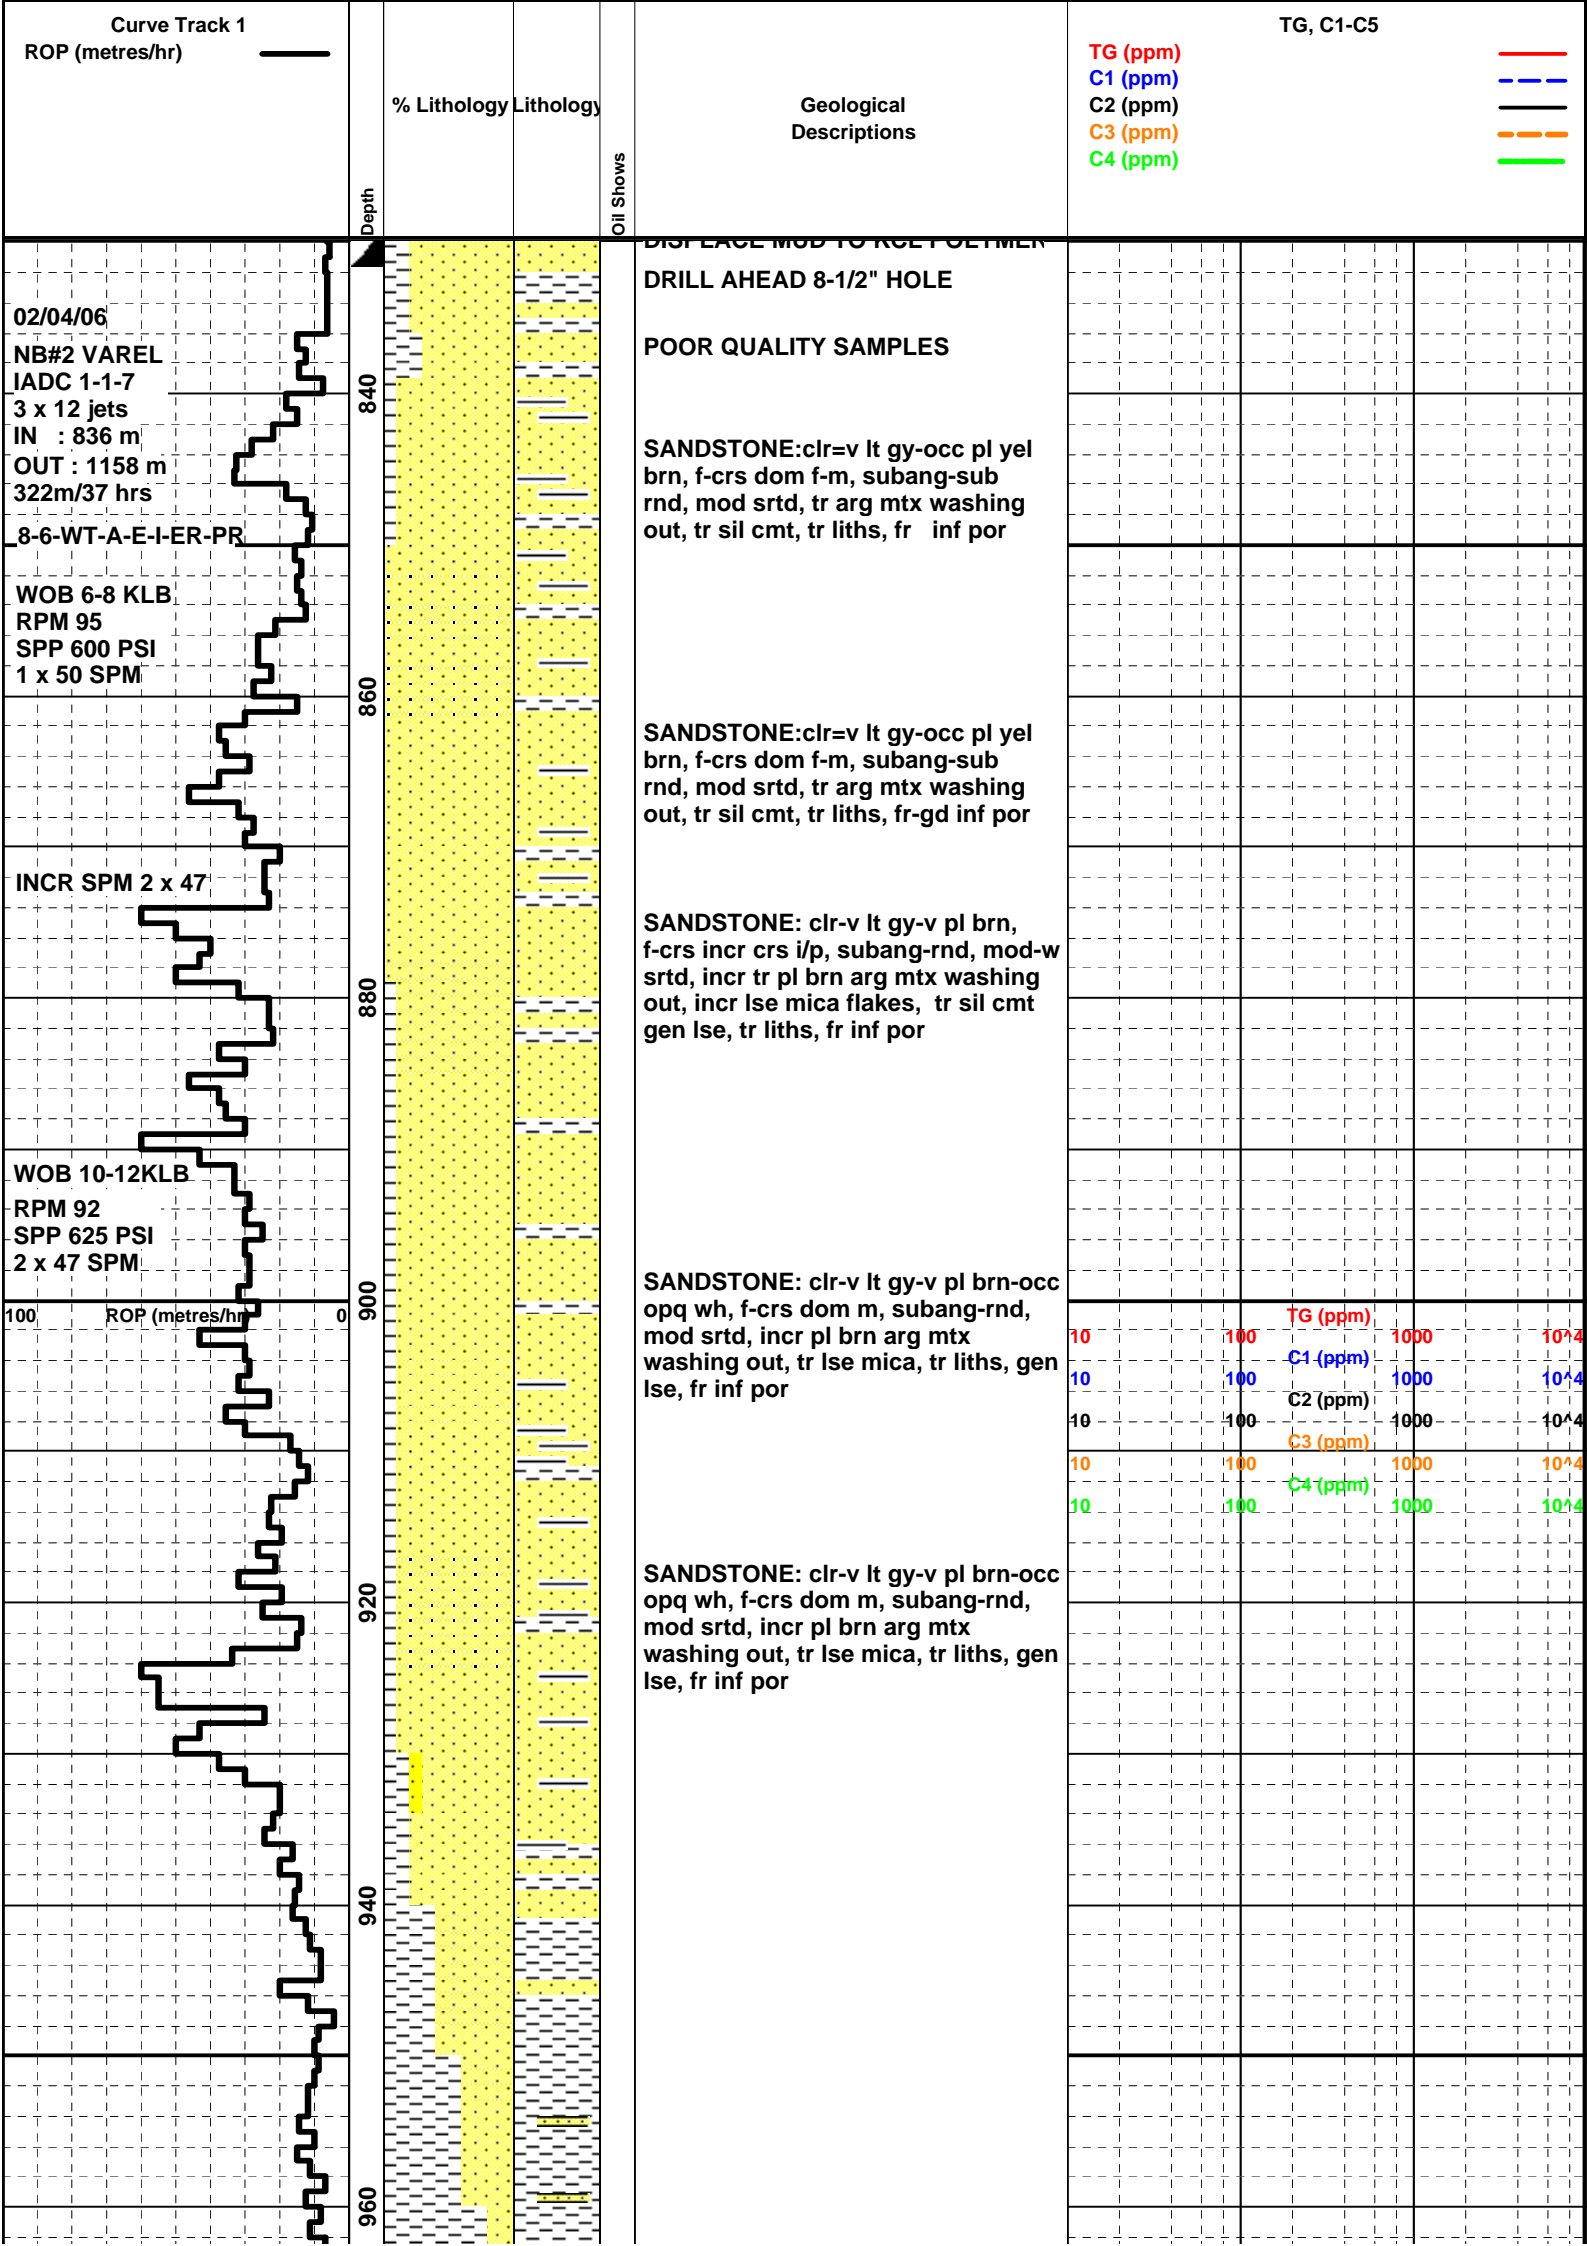 Curve Track 1
ROP (metres/hr)
Depth
% Lithology
Lithology
Oil Shows
Geological
Descriptions
TG, C1-C5
TG (ppm)
C1 (ppm)
C2 (ppm)
C3 (ppm)
C4 (ppm)
DISPLACE MUD TO KCL POLYMER
DRILL AHEAD 8-1/2" HOLE
POOR QUALITY SAMPLES
02/04/06
NB#2 VAREL
IADC 1-1-7
3 x 12 jets
IN : 836 m
OUT : 1158 m
322m/37 hrs
8-6-WT-A-E-I-ER-PR
WOB 6-8 KLB
RPM 95
SPP 600 PSI
1 x 50 SPM
INCR SPM 2 x 47
WOB 10-12KLB
RPM 92
SPP 625 PSI
2 x 47 SPM
100 ROP (metres/hr) 0
840
860
880
900
920
940
960
SANDSTONE:clr=v lt gy-occ pl yel
brn, f-crs dom f-m, subang-sub
rnd, mod srtd, tr arg mtx washing
out, tr sil cmt, tr liths, fr inf por
SANDSTONE:clr=v lt gy-occ pl yel
brn, f-crs dom f-m, subang-sub
rnd, mod srtd, tr arg mtx washing
out, tr sil cmt, tr liths, fr-gd inf por
SANDSTONE: clr-v lt gy-v pl brn,
f-crs incr crs i/p, subang-rnd, mod-w
srtd, incr tr pl brn arg mtx washing
out, incr lse mica flakes, tr sil cmt
gen lse, tr liths, fr inf por
SANDSTONE: clr-v lt gy-v pl brn-occ
opq wh, f-crs dom m, subang-rnd,
mod srtd, incr pl brn arg mtx
washing out, tr lse mica, tr liths, gen
lse, fr inf por
SANDSTONE: clr-v lt gy-v pl brn-occ
opq wh, f-crs dom m, subang-rnd,
mod srtd, incr pl brn arg mtx
washing out, tr lse mica, tr liths, gen
lse, fr inf por
TG (ppm)
10 100 1000 10^4
C1 (ppm)
10 100 1000 10^4
C2 (ppm)
10 100 1000 10^4
C3 (ppm)
10 100 1000 10^4
C4 (ppm)
10 100 1000 10^4